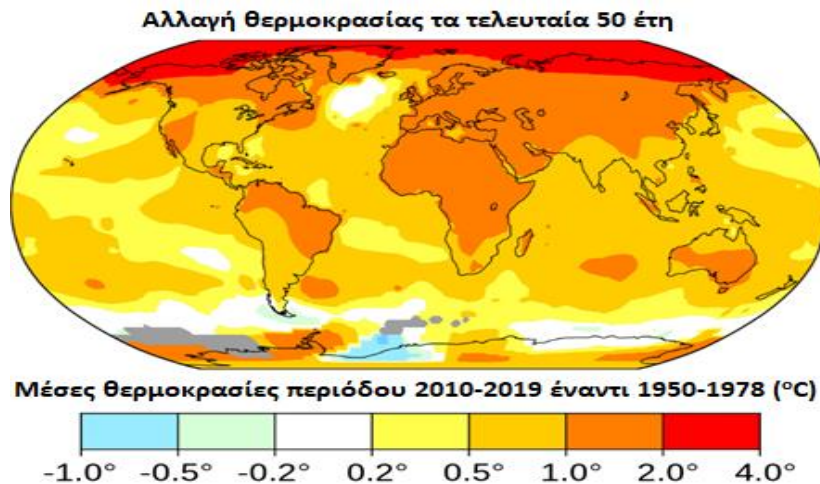 Αλλαγή θερμοκρασίας τα τελευταία 50 έτη
Μέσες θερμοκρασίες περιόδου 2010-2019 έναντι 1950-1978 (°C)
-1.0° -0.5° -0.2° 0.2° 0.5° 1.0° 2.0° 4.0°